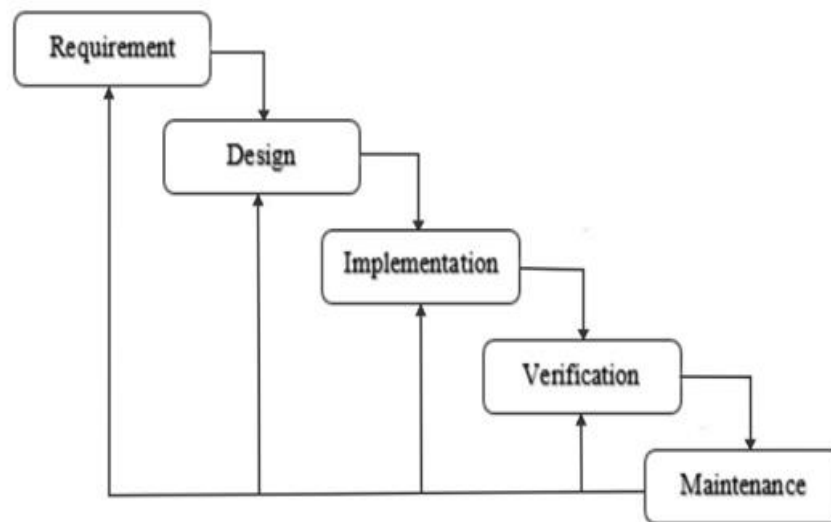 Requirement
Design
Implementation
Verification
Maintenance